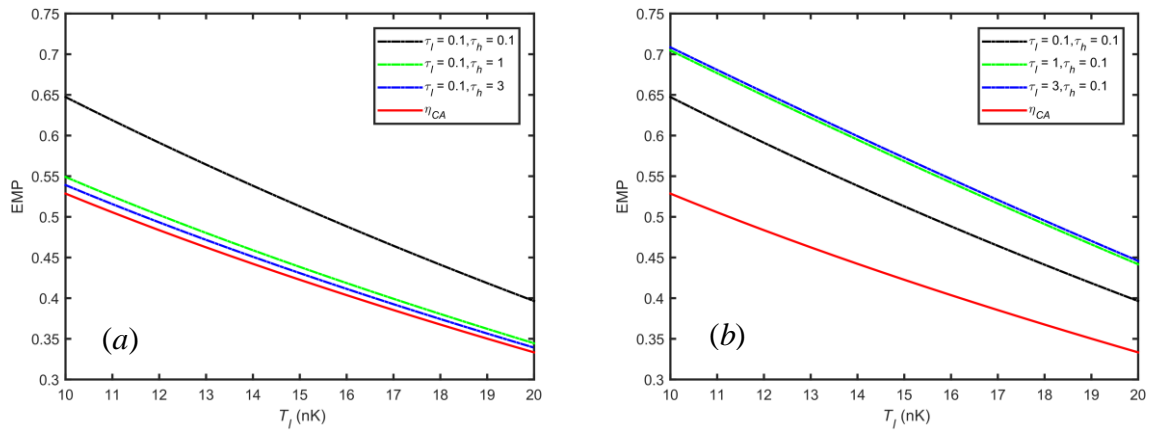 0.75
0.7
0.65
0.6
0.55
0.5
0.45
0.4
0.35
0.3
EMP
10 11 12 13 14 15 16 17 18 19 20
T_l (nK)
τ_l = 0.1,τ_h = 0.1
τ_l = 0.1,τ_h = 1
τ_l = 0.1,τ_h = 3
η_CA
(a)
0.75
0.7
0.65
0.6
0.55
0.5
0.45
0.4
0.35
0.3
EMP
10 11 12 13 14 15 16 17 18 19 20
T_l (nK)
τ_l = 0.1,τ_h = 0.1
τ_l = 1,τ_h = 0.1
τ_l = 3,τ_h = 0.1
η_CA
(b)